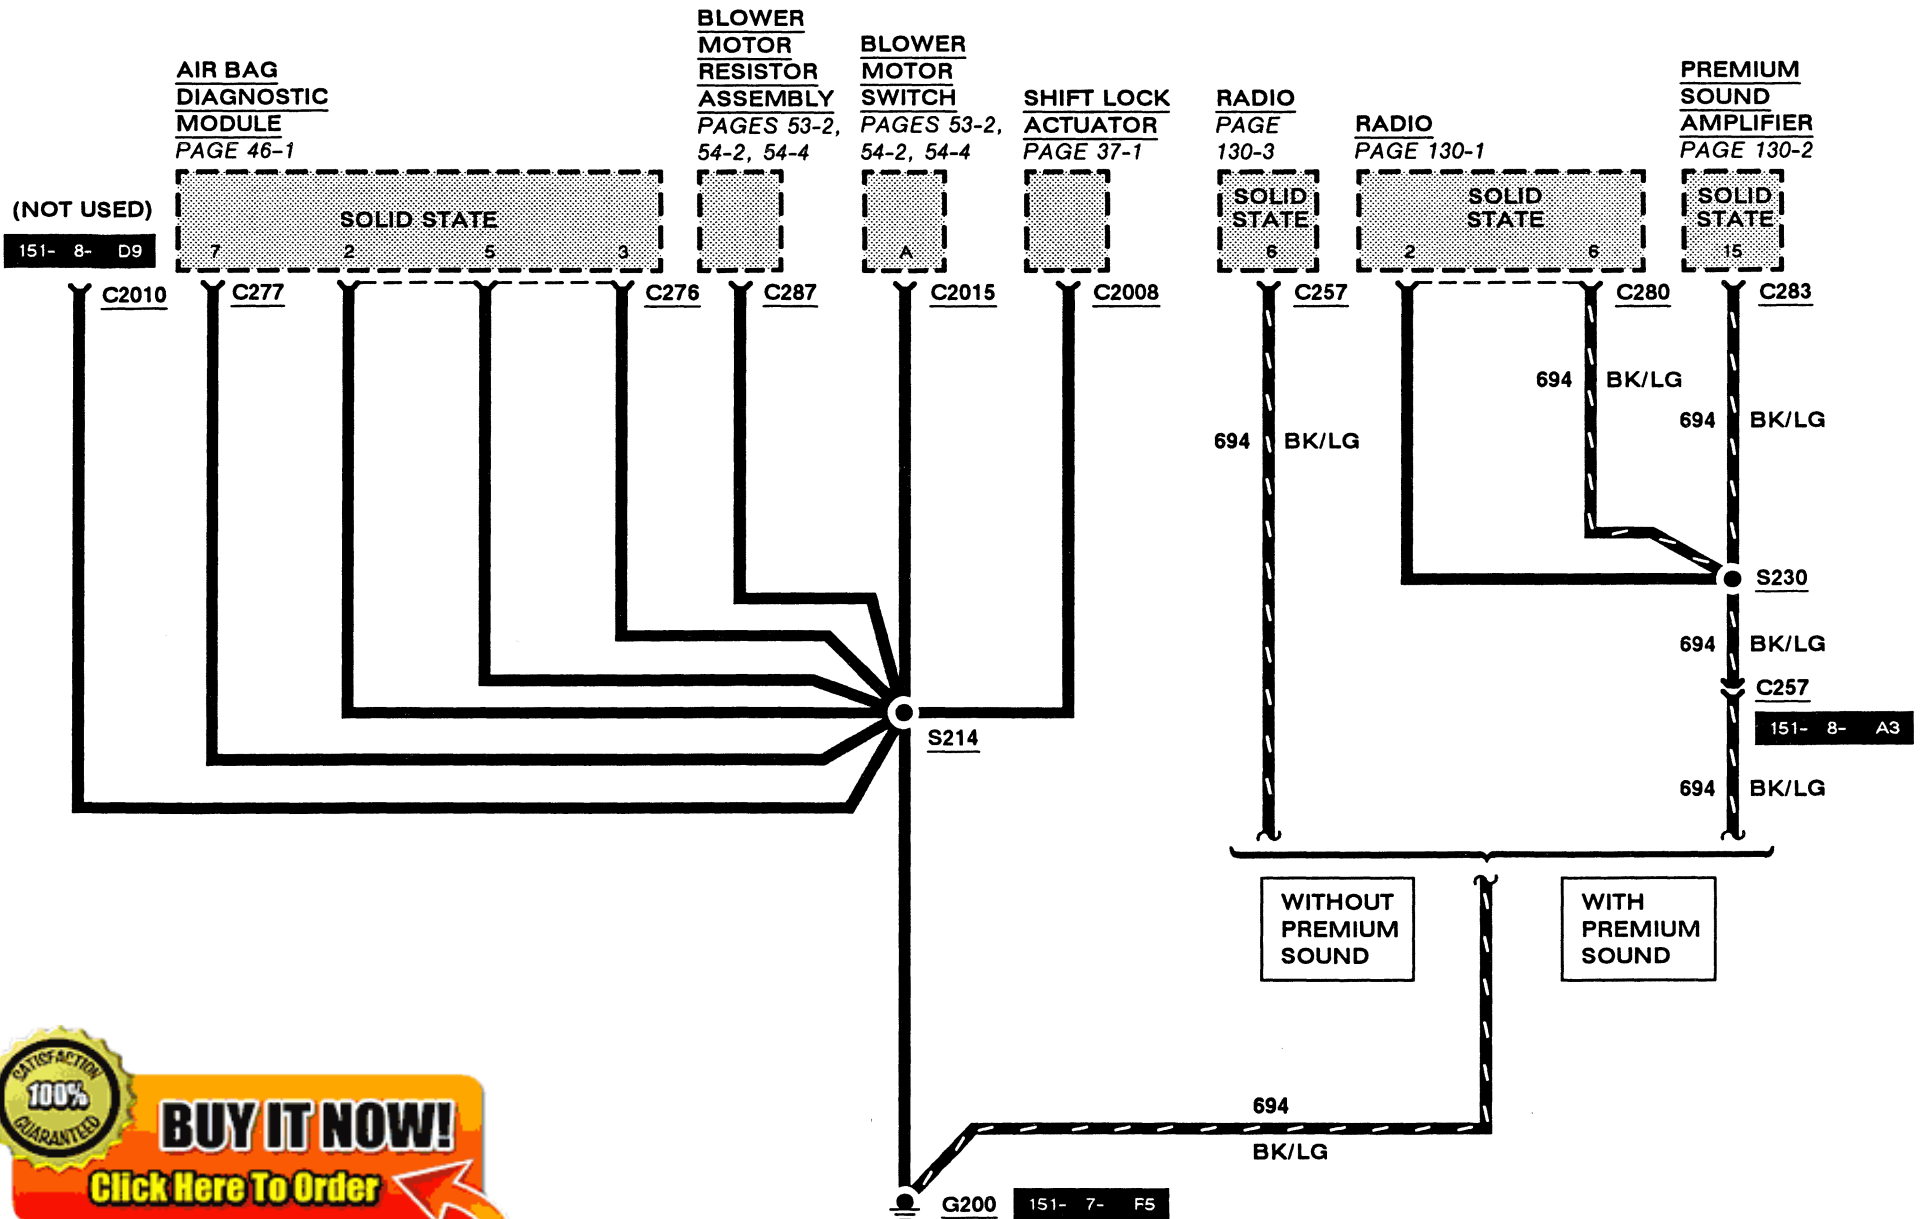 BLOWER
MOTOR
RESISTOR
ASSEMBLY
PAGES 53-2,
54-2, 54-4
BLOWER
MOTOR
SWITCH
PAGES 53-2,
54-2, 54-4
AIR BAG
DIAGNOSTIC
MODULE
PAGE 46-1
SHIFT LOCK
ACTUATOR
PAGE 37-1
RADIO
PAGE
130-3
RADIO
PAGE 130-1
PREMIUM
SOUND
AMPLIFIER
PAGE 130-2
(NOT USED)
151- 8- D9
SOLID STATE
7 2 5 3
A
SOLID
STATE
6
SOLID
STATE
2 6
SOLID
STATE
15
C2010
C277
C276
C287
C2015
C2008
C257
C280
C283
694 BK/LG
694 BK/LG
694 BK/LG
S230
694 BK/LG
C257
151- 8- A3
S214
694 BK/LG
WITHOUT
PREMIUM
SOUND
WITH
PREMIUM
SOUND
694
BK/LG
G200
151- 7- F5
SATISFACTION
100%
GUARANTEED
BUY IT NOW!
Click Here To Order